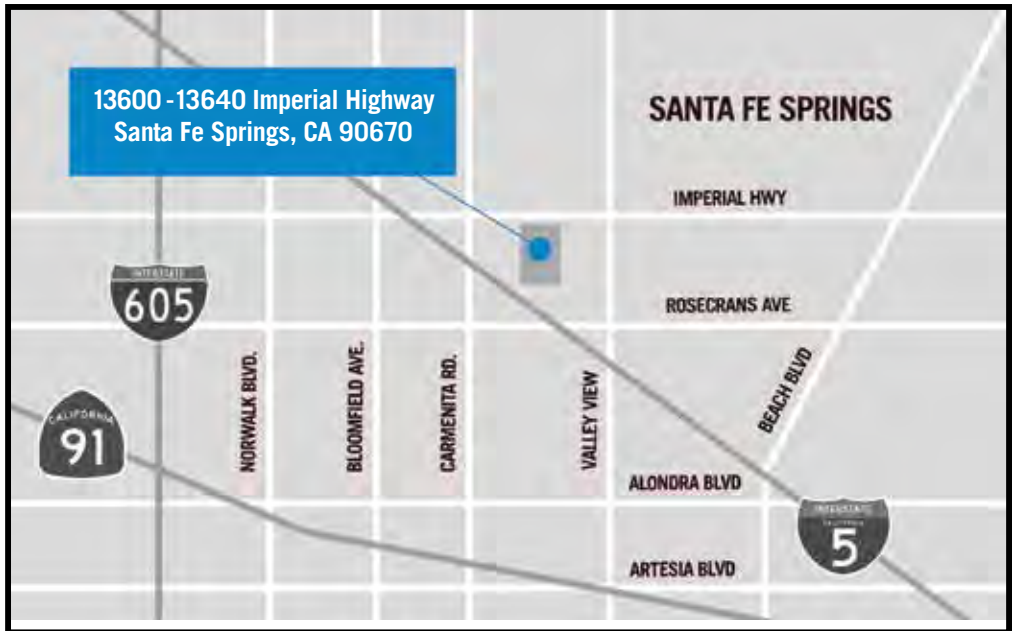 13600 -13640 Imperial Highway
Santa Fe Springs, CA 90670
SANTA FE SPRINGS
IMPERIAL HWY
INTERSTATE
605
ROSECRANS AVE
NORWALK BLVD.
BLOOMFIELD AVE.
CARMENITA RD.
VALLEY VIEW
BEACH BLVD
CALIFORNIA
91
ALONDRA BLVD
INTERSTATE
CALIFORNIA
5
ARTESIA BLVD